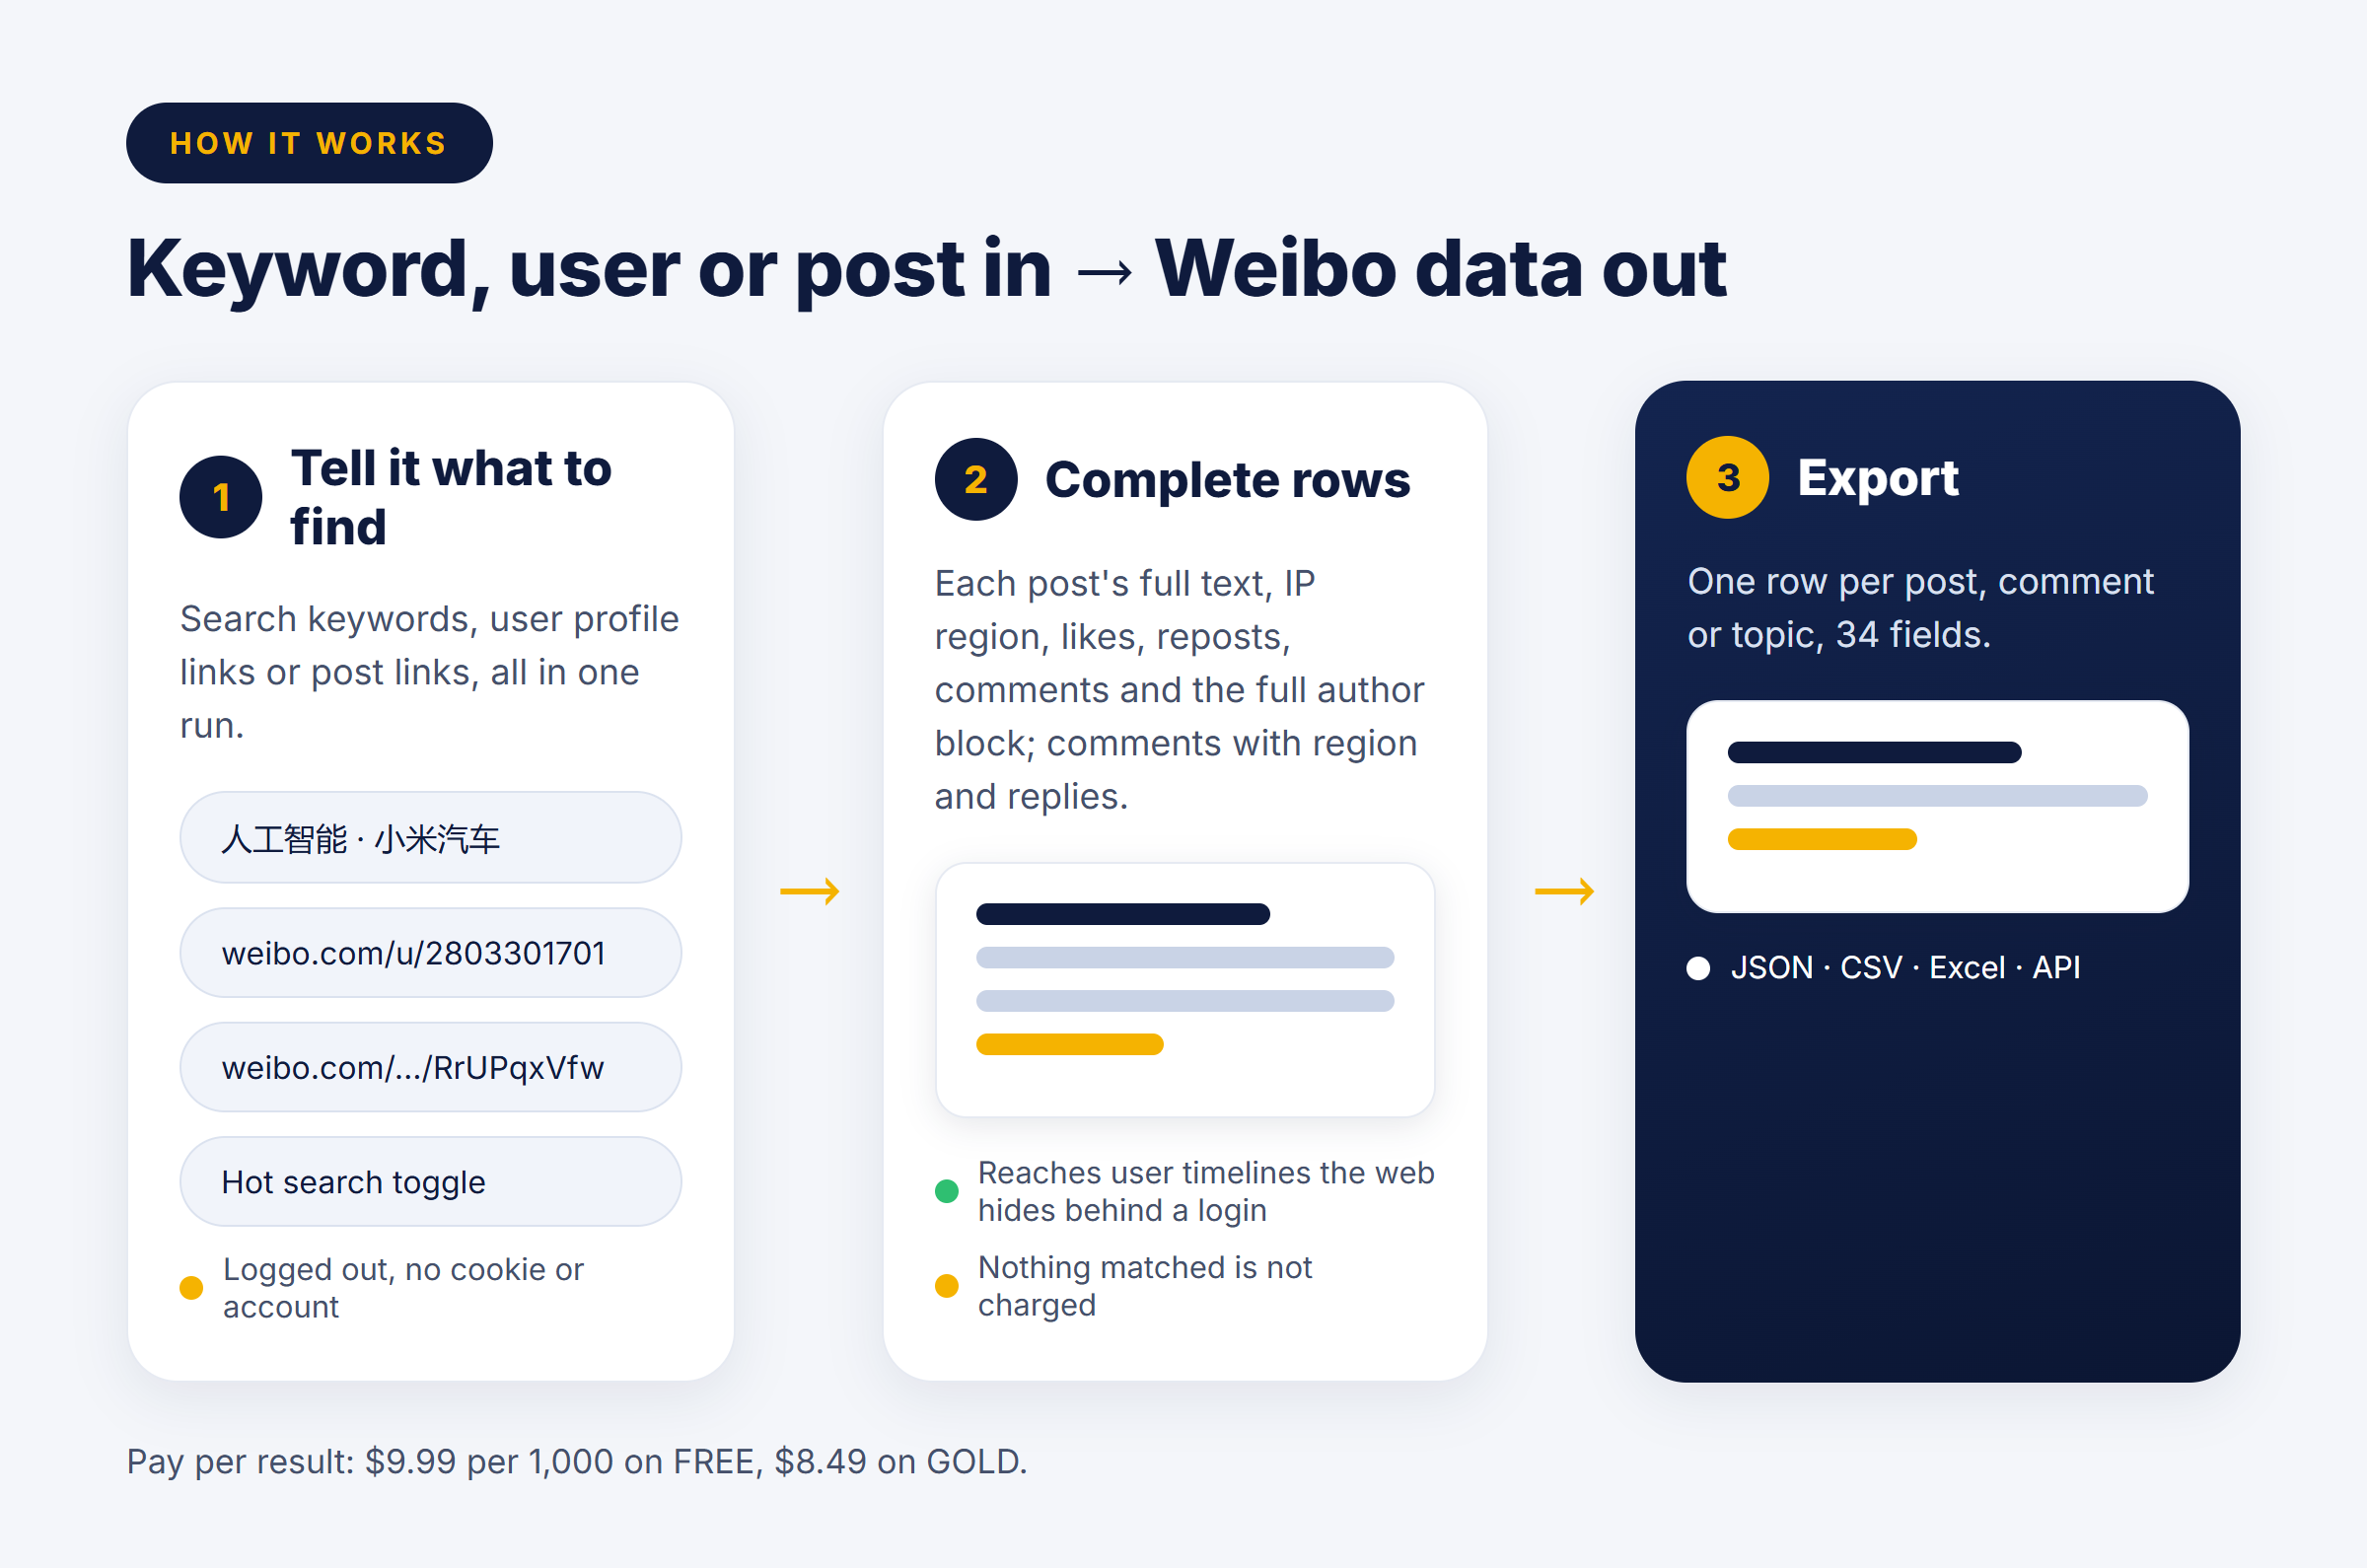 HOW IT WORKS
Keyword, user or post in → Weibo data out
1
Tell it what to
find
Search keywords, user profile
links or post links, all in one
run.
人工智能 · 小米汽车
weibo.com/u/2803301701
weibo.com/.../RrUPqxVfw
Hot search toggle
Logged out, no cookie or
account
→
2
Complete rows
Each post's full text, IP
region, likes, reposts,
comments and the full author
block; comments with region
and replies.
Reaches user timelines the web
hides behind a login
Nothing matched is not
charged
→
3
Export
One row per post, comment
or topic, 34 fields.
JSON · CSV · Excel · API
Pay per result: $9.99 per 1,000 on FREE, $8.49 on GOLD.